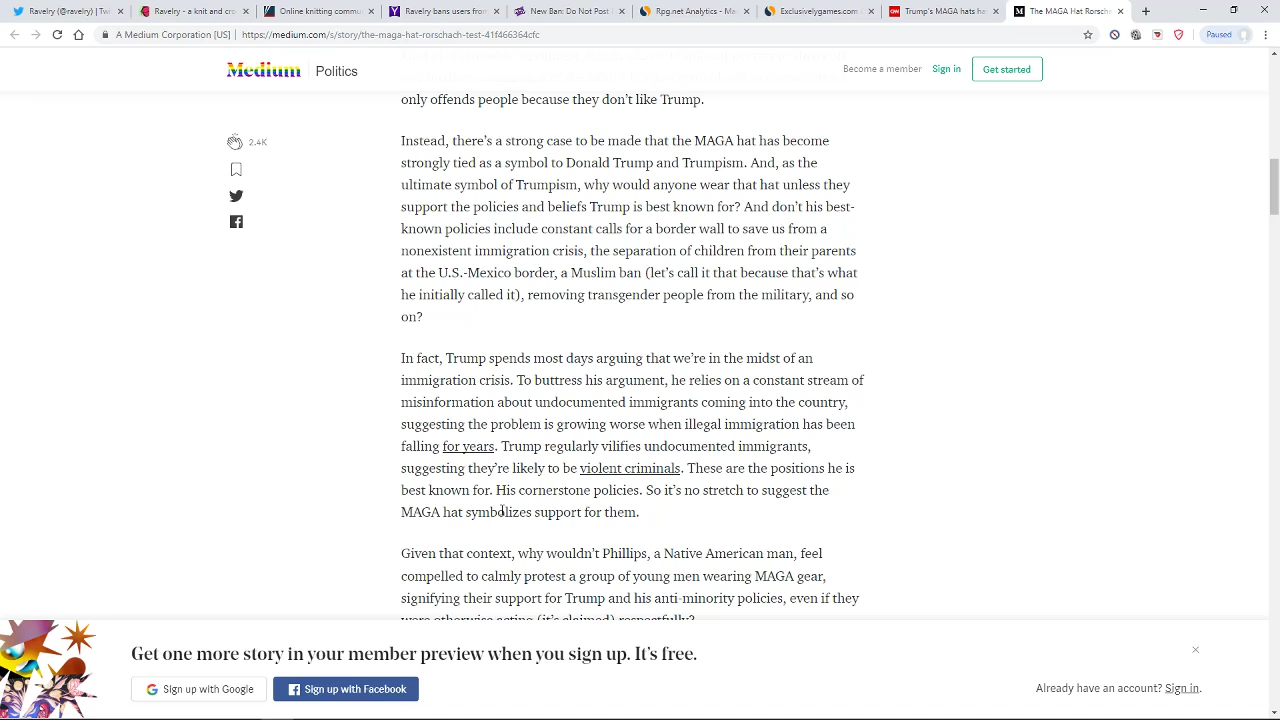 Ravelry (@ravelry) | Twi
Ravelry - a knit and cro
Online knitting commu
Ravelry bans users from
New Ban: Do Not Post
Rpg.net Analytics - Ma
Exclusivelygames.com
Trump's MAGA hats ha
The MAGA Hat Rorsch
A Medium Corporation [US] | https://medium.com/s/story/the-maga-hat-rorschach-test-41f466364cfc
Paused
Medium Politics
Become a member Sign in Get started
only offends people because they don't like Trump.
2.4K
Instead, there's a strong case to be made that the MAGA hat has become
strongly tied as a symbol to Donald Trump and Trumpism. And, as the
ultimate symbol of Trumpism, why would anyone wear that hat unless they
support the policies and beliefs Trump is best known for? And don't his best-
known policies include constant calls for a border wall to save us from a
nonexistent immigration crisis, the separation of children from their parents
at the U.S.-Mexico border, a Muslim ban (let's call it that because that's what
he initially called it), removing transgender people from the military, and so
on?
In fact, Trump spends most days arguing that we're in the midst of an
immigration crisis. To buttress his argument, he relies on a constant stream of
misinformation about undocumented immigrants coming into the country,
suggesting the problem is growing worse when illegal immigration has been
falling for years. Trump regularly vilifies undocumented immigrants,
suggesting they're likely to be violent criminals. These are the positions he is
best known for. His cornerstone policies. So it's no stretch to suggest the
MAGA hat symbolizes support for them.
Given that context, why wouldn't Phillips, a Native American man, feel
compelled to calmly protest a group of young men wearing MAGA gear,
signifying their support for Trump and his anti-minority policies, even if they
were otherwise acting (it's claimed) respectfully?
Get one more story in your member preview when you sign up. It's free.
Sign up with Google
Sign up with Facebook
Already have an account? Sign in.